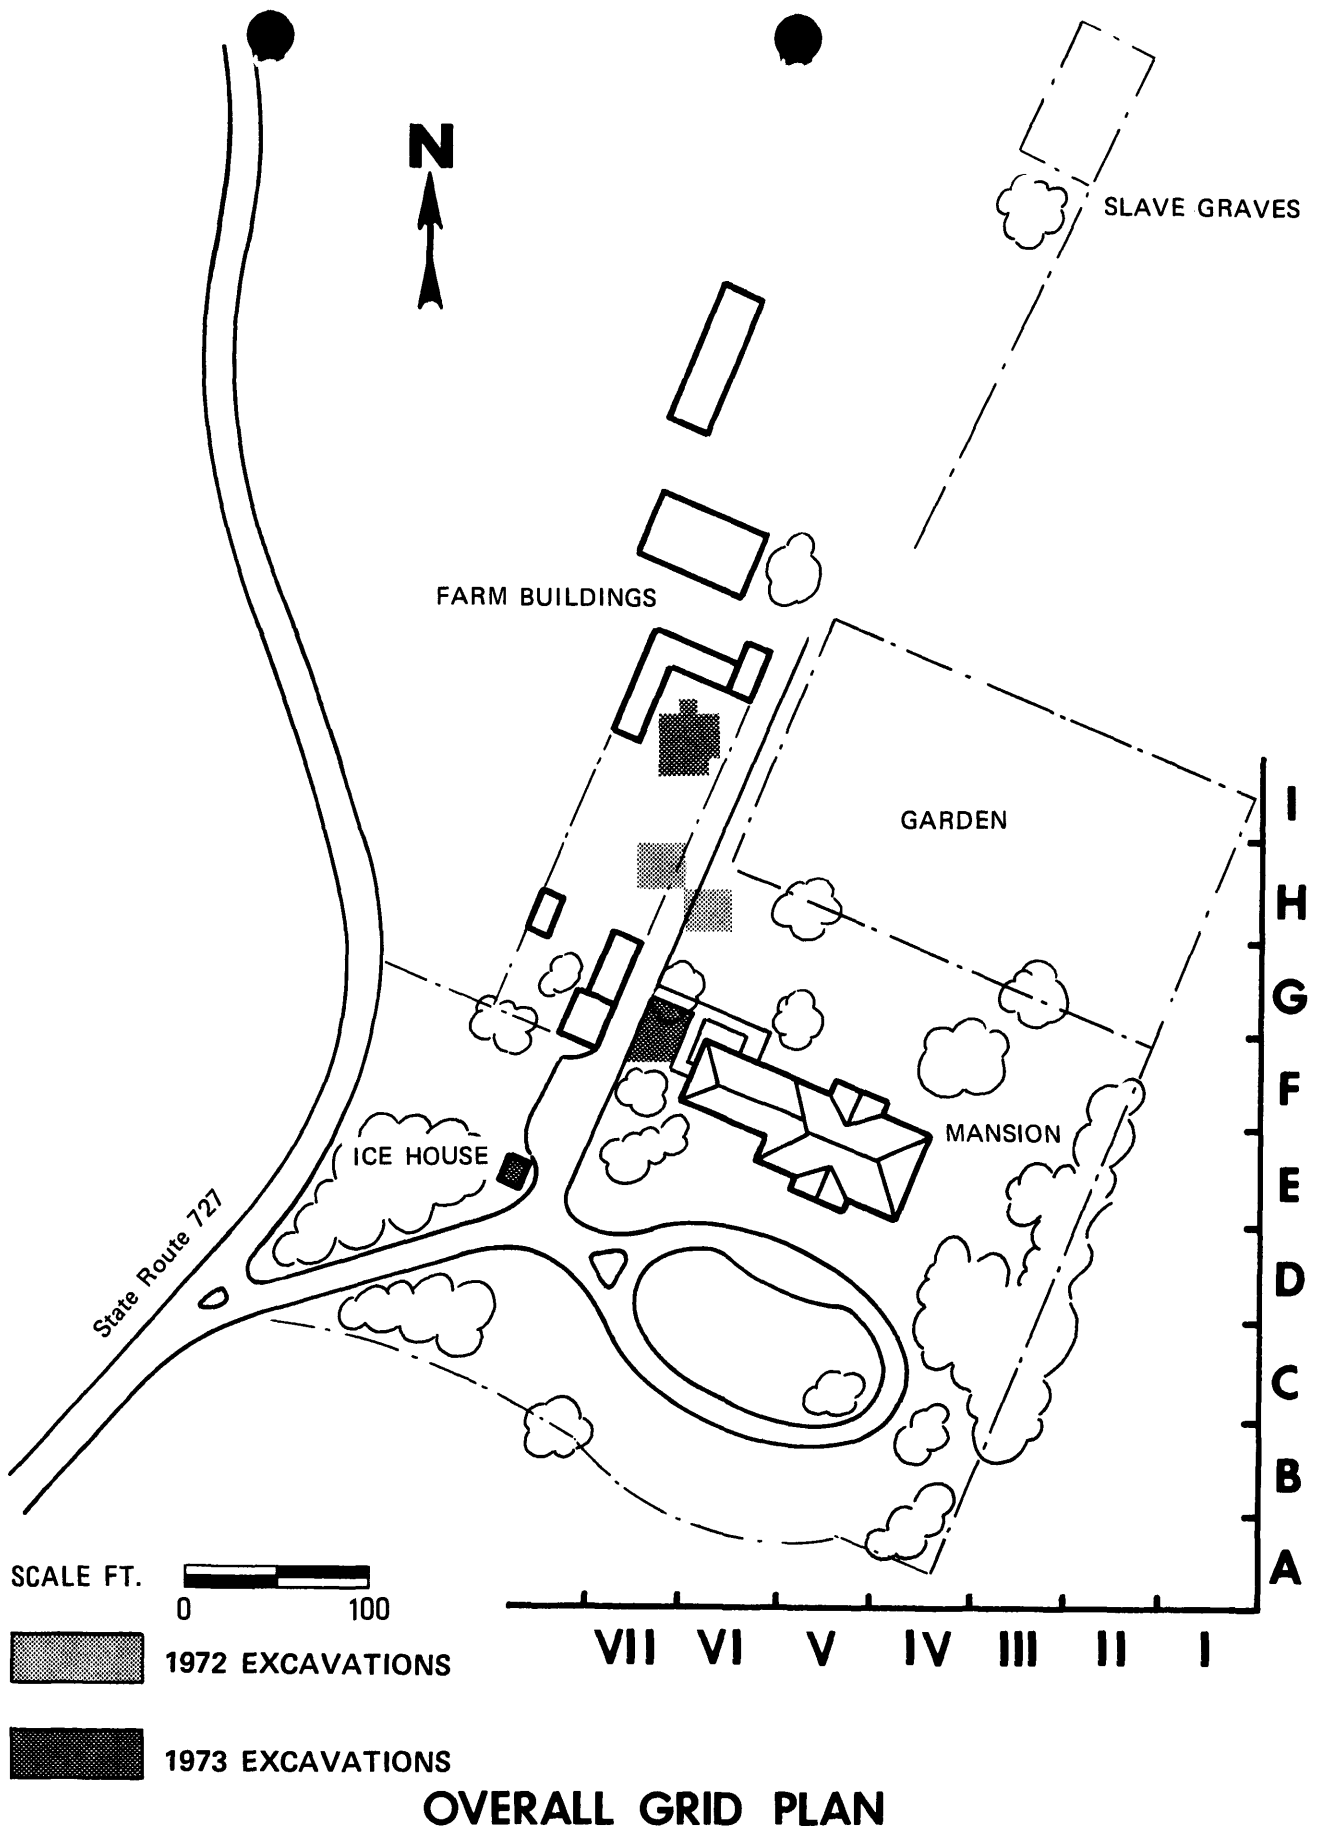 N
SLAVE GRAVES
FARM BUILDINGS
GARDEN
I
H
G
F
E
D
C
B
A
MANSION
ICE HOUSE
State Route 727
SCALE FT.
0 100
VII VI V IV III II I
1972 EXCAVATIONS
1973 EXCAVATIONS
OVERALL GRID PLAN